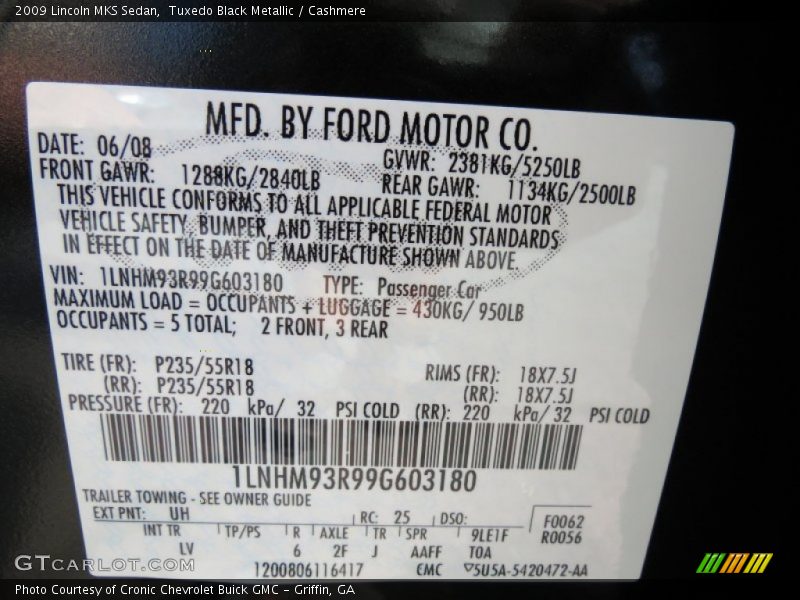 2009 Lincoln MKS Sedan,  Tuxedo Black Metallic / Cashmere
MFD. BY FORD MOTOR CO.
DATE: 06/08
GVWR: 2381KG/5250LB
FRONT GAWR: 1288KG/2840LB
REAR GAWR: 1134KG/2500LB
THIS VEHICLE CONFORMS TO ALL APPLICABLE FEDERAL MOTOR
VEHICLE SAFETY, BUMPER, AND THEFT PREVENTION STANDARDS
IN EFFECT ON THE DATE OF MANUFACTURE SHOWN ABOVE.
VIN: 1LNHM93R99G603180 TYPE: Passenger Car
MAXIMUM LOAD = OCCUPANTS + LUGGAGE = 430KG/ 950LB
OCCUPANTS = 5 TOTAL; 2 FRONT, 3 REAR
TIRE (FR): P235/55R18 RIMS (FR): 18X7.5J
(RR): P235/55R18 (RR): 18X7.5J
PRESSURE (FR): 220 kPa/ 32 PSI COLD (RR): 220 kPa/ 32 PSI COLD
1LNHM93R99G603180
TRAILER TOWING - SEE OWNER GUIDE
EXT PNT: UH RC: 25 DSO: F0062
INT TR TP/PS R AXLE TR SPR 9LE1F R0056
LV 6 2F J AAFF TOA
1200806116417 CMC ▽5U5A-5420472-AA
GTCARLOT.COM
Photo Courtesy of Cronic Chevrolet Buick GMC - Griffin, GA